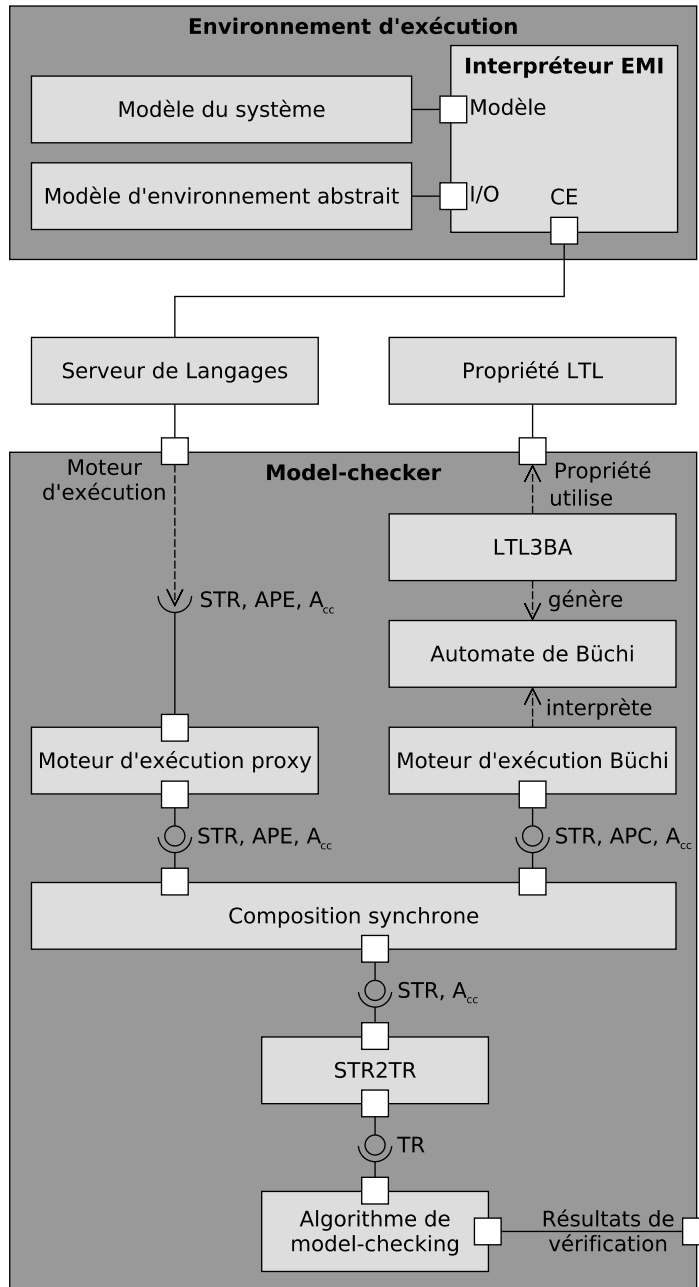 Environnement d'exécution
Interpréteur EMI
Modèle du système
Modèle
Modèle d'environnement abstrait
I/O
CE
Serveur de Langages
Propriété LTL
Moteur
d'exécution
Model-checker
Propriété
utilise
LTL3BA
STR, APE, Acc
génère
Automate de Büchi
interprète
Moteur d'exécution proxy
Moteur d'exécution Büchi
STR, APE, Acc
STR, APC, Acc
Composition synchrone
STR, Acc
STR2TR
TR
Algorithme de
model-checking
Résultats de
vérification